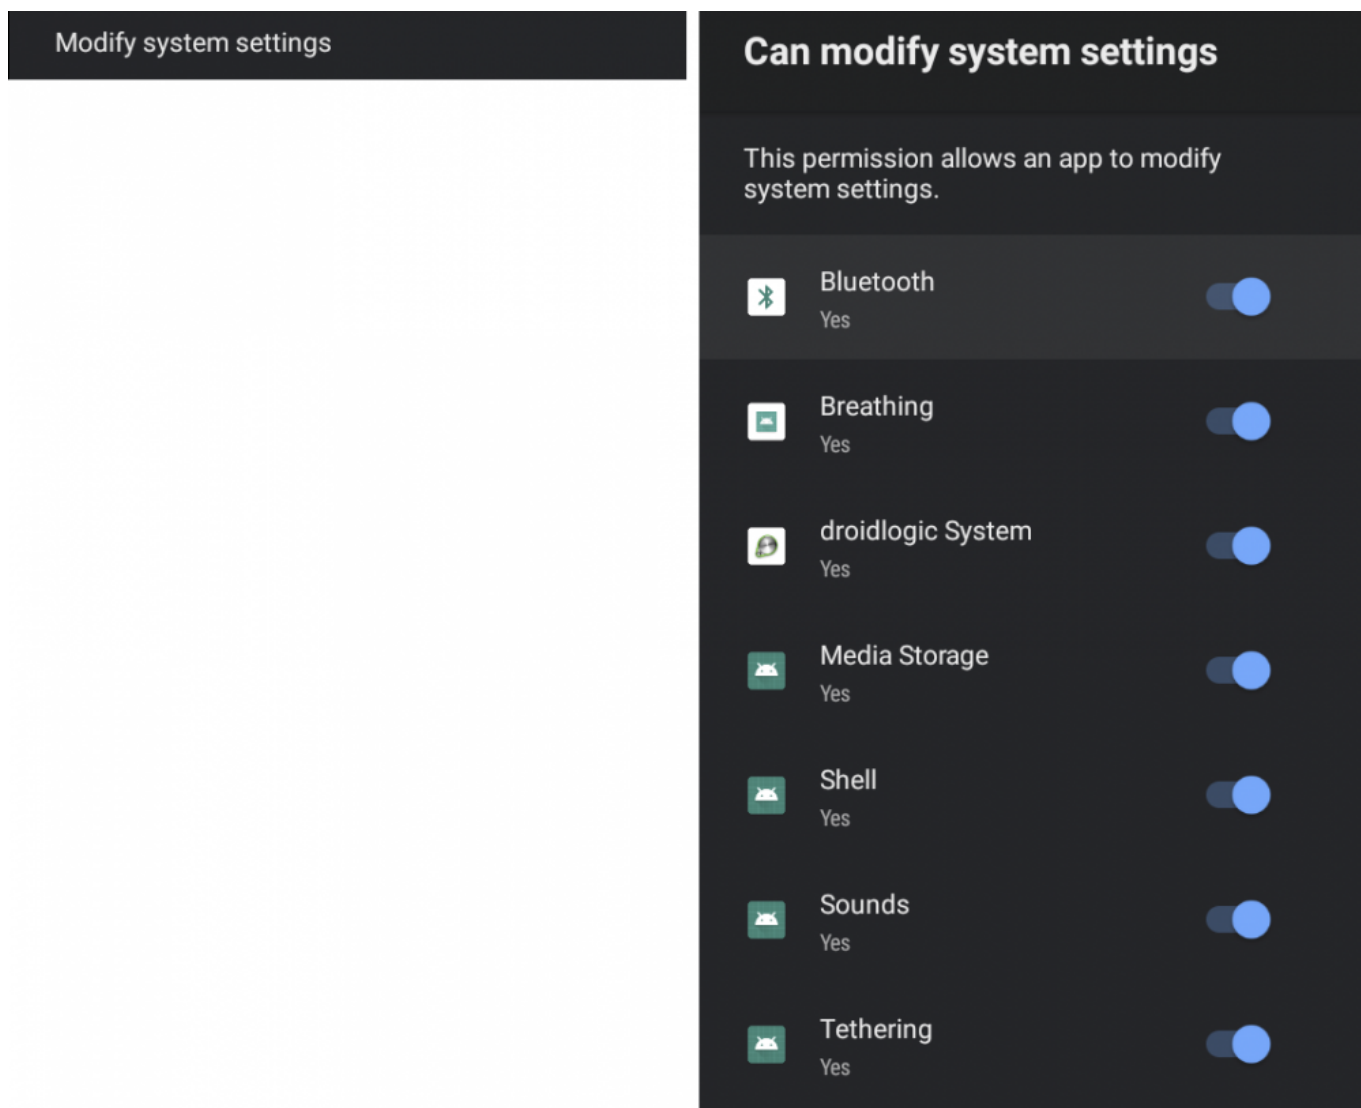 Modify system settings
Can modify system settings
This permission allows an app to modify
system settings.
Bluetooth
Yes
Breathing
Yes
droidlogic System
Yes
Media Storage
Yes
Shell
Yes
Sounds
Yes
Tethering
Yes